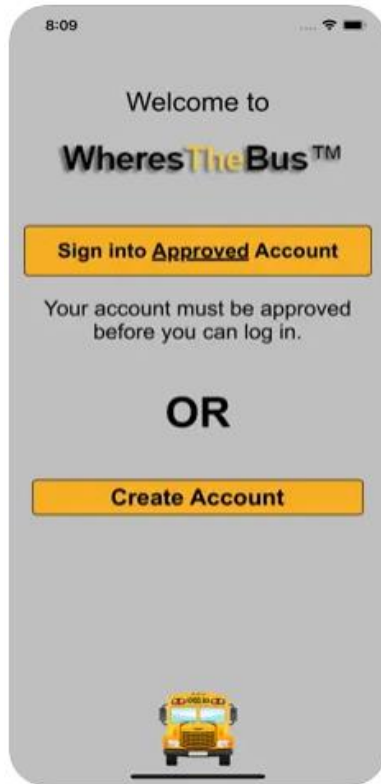 8:09
Welcome to
WheresTheBus™
Sign into Approved Account
Your account must be approved
before you can log in.
OR
Create Account